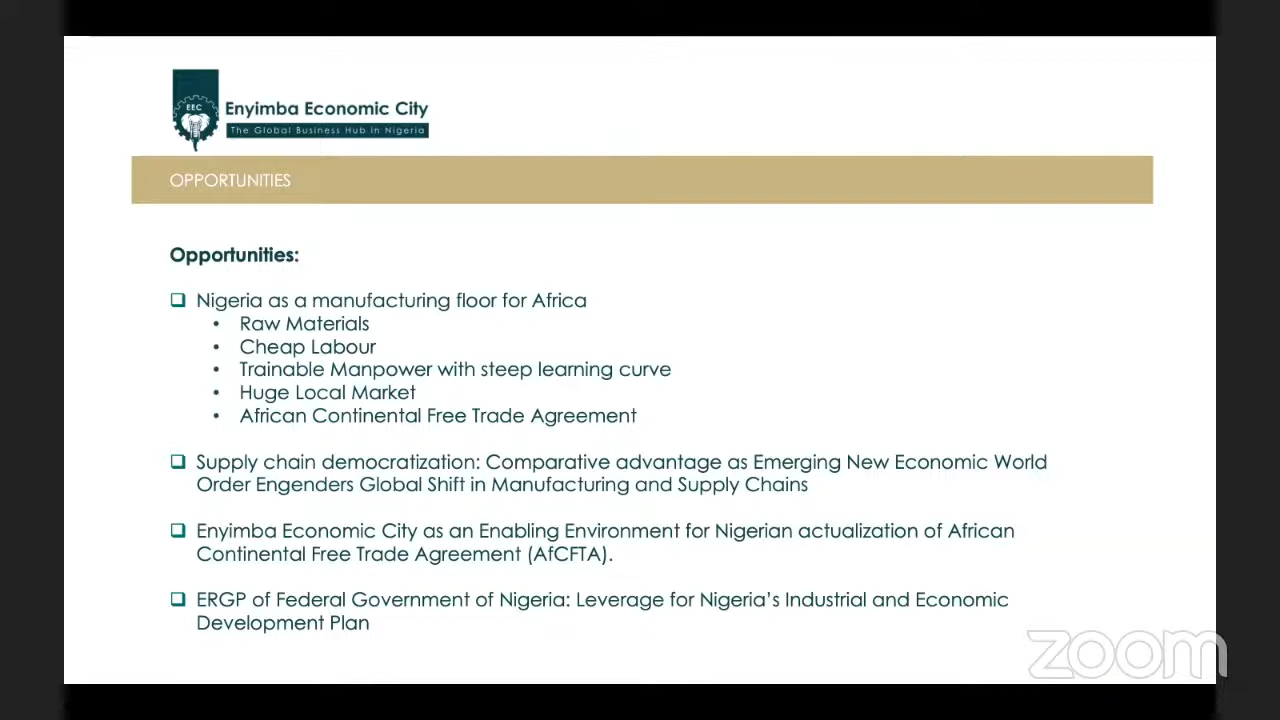 EEC
Enyimba Economic City
The Global Business Hub in Nigeria
OPPORTUNITIES
Opportunities:
❑ Nigeria as a manufacturing floor for Africa
• Raw Materials
• Cheap Labour
• Trainable Manpower with steep learning curve
• Huge Local Market
• African Continental Free Trade Agreement
❑ Supply chain democratization: Comparative advantage as Emerging New Economic World
Order Engenders Global Shift in Manufacturing and Supply Chains
❑ Enyimba Economic City as an Enabling Environment for Nigerian actualization of African
Continental Free Trade Agreement (AfCFTA).
❑ ERGP of Federal Government of Nigeria: Leverage for Nigeria’s Industrial and Economic
Development Plan
zoom